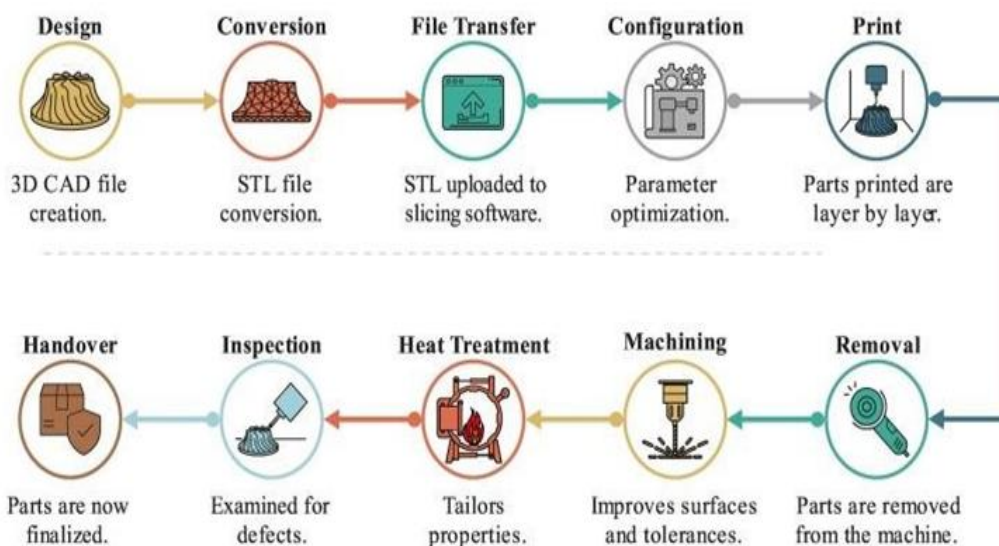 Design
Conversion
File Transfer
Configuration
Print
3D CAD file
creation.
STL file
conversion.
STL uploaded to
slicing software.
Parameter
optimization.
Parts printed are
layer by layer.
Handover
Inspection
Heat Treatment
Machining
Removal
Parts are now
finalized.
Examined for
defects.
Tailors
properties.
Improves surfaces
and tolerances.
Parts are removed
from the machine.